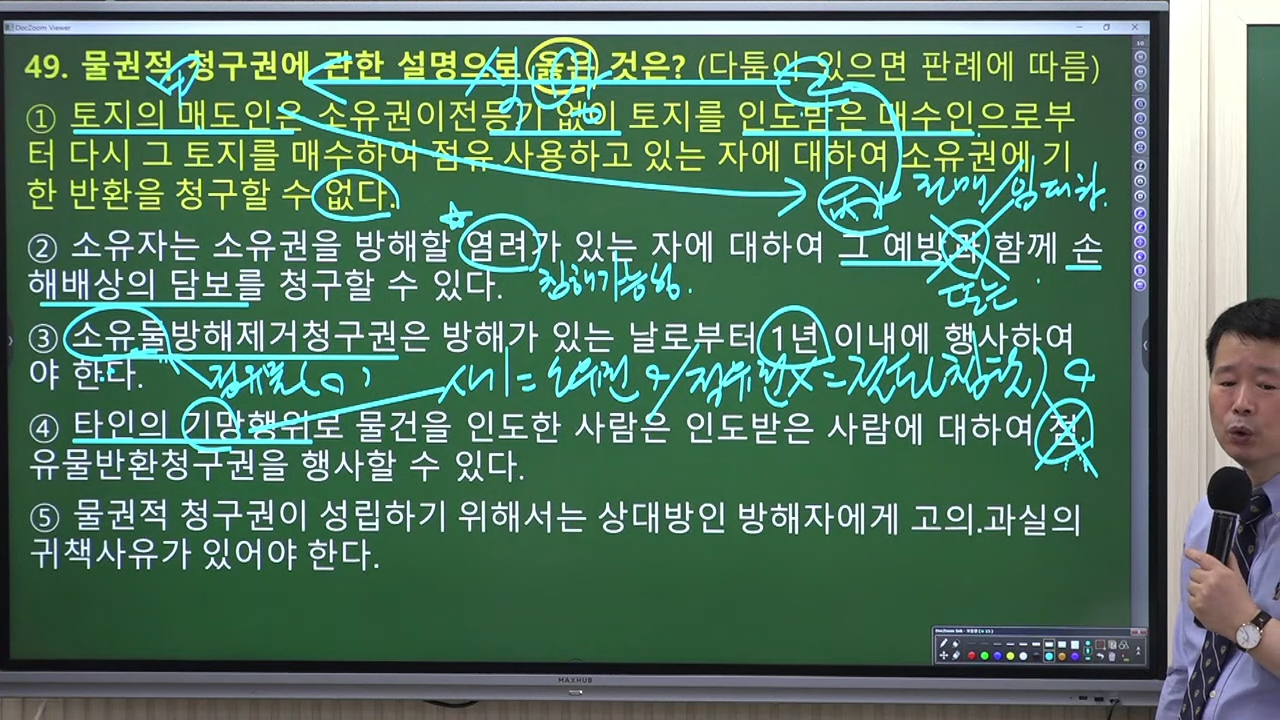 DocZoom Viewer
49. 물권적 청구권에 관한 설명으로 옳은 것은? (다툼이 있으면 판례에 따름)
① 토지의 매도인은 소유권이전등기 없이 토지를 인도받은 매수인으로부
터 다시 그 토지를 매수하여 점유 사용하고 있는 자에 대하여 소유권에 기
한 반환을 청구할 수 없다.
전매/임대차.
② 소유자는 소유권을 방해할 염려가 있는 자에 대하여 그 예방과 함께 손
해배상의 담보를 청구할 수 있다.
침해가능성.
또는
③ 소유물방해제거청구권은 방해가 있는 날로부터 1년 이내에 행사하여
야 한다.
점유물(O)
④ 타인의 기망행위로 물건을 인도한 사람은 인도받은 사람에 대하여 점
유물반환청구권을 행사할 수 있다.
⑤ 물권적 청구권이 성립하기 위해서는 상대방인 방해자에게 고의.과실의
귀책사유가 있어야 한다.
MAXHUB